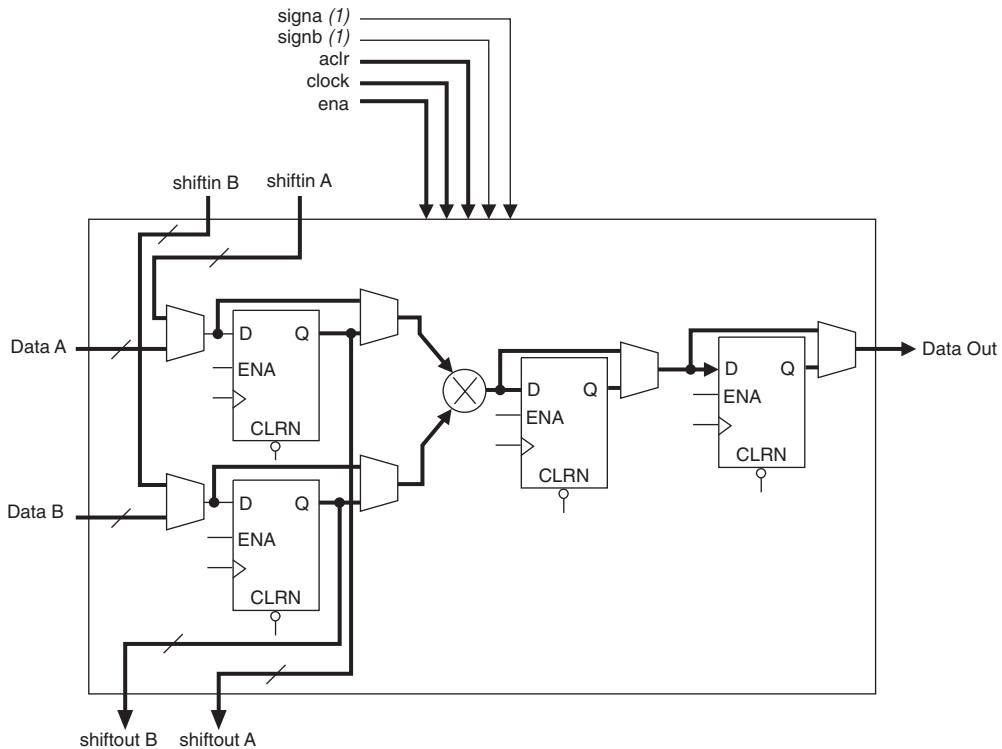 signa (1)
signb (1)
aclr
clock
ena
shiftin B
shiftin A
Data A
D Q
ENA
CLRN
Data B
D Q
ENA
CLRN
D Q
ENA
CLRN
D Q
ENA
CLRN
Data Out
shiftout B
shiftout A